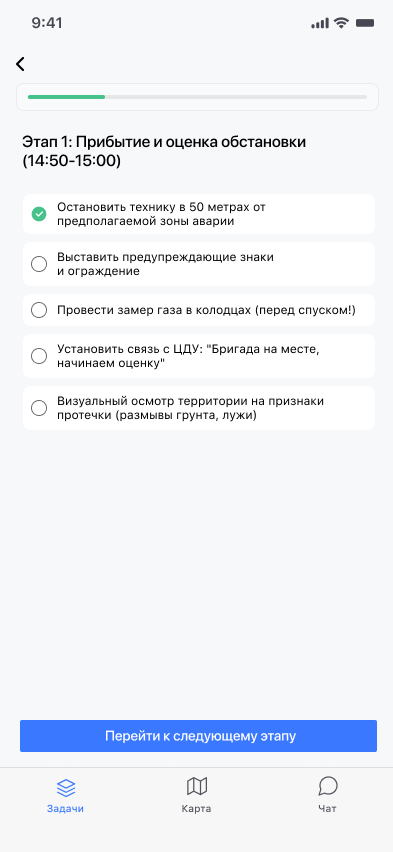 9:41
Этап 1: Прибытие и оценка обстановки
(14:50-15:00)
Остановить технику в 50 метрах от
предполагаемой зоны аварии
Выставить предупреждающие знаки
и ограждение
Провести замер газа в колодцах (перед спуском!)
Установить связь с ЦДУ: "Бригада на месте,
начинаем оценку"
Визуальный осмотр территории на признаки
протечки (размывы грунта, лужи)
Перейти к следующему этапу
Задачи
Карта
Чат